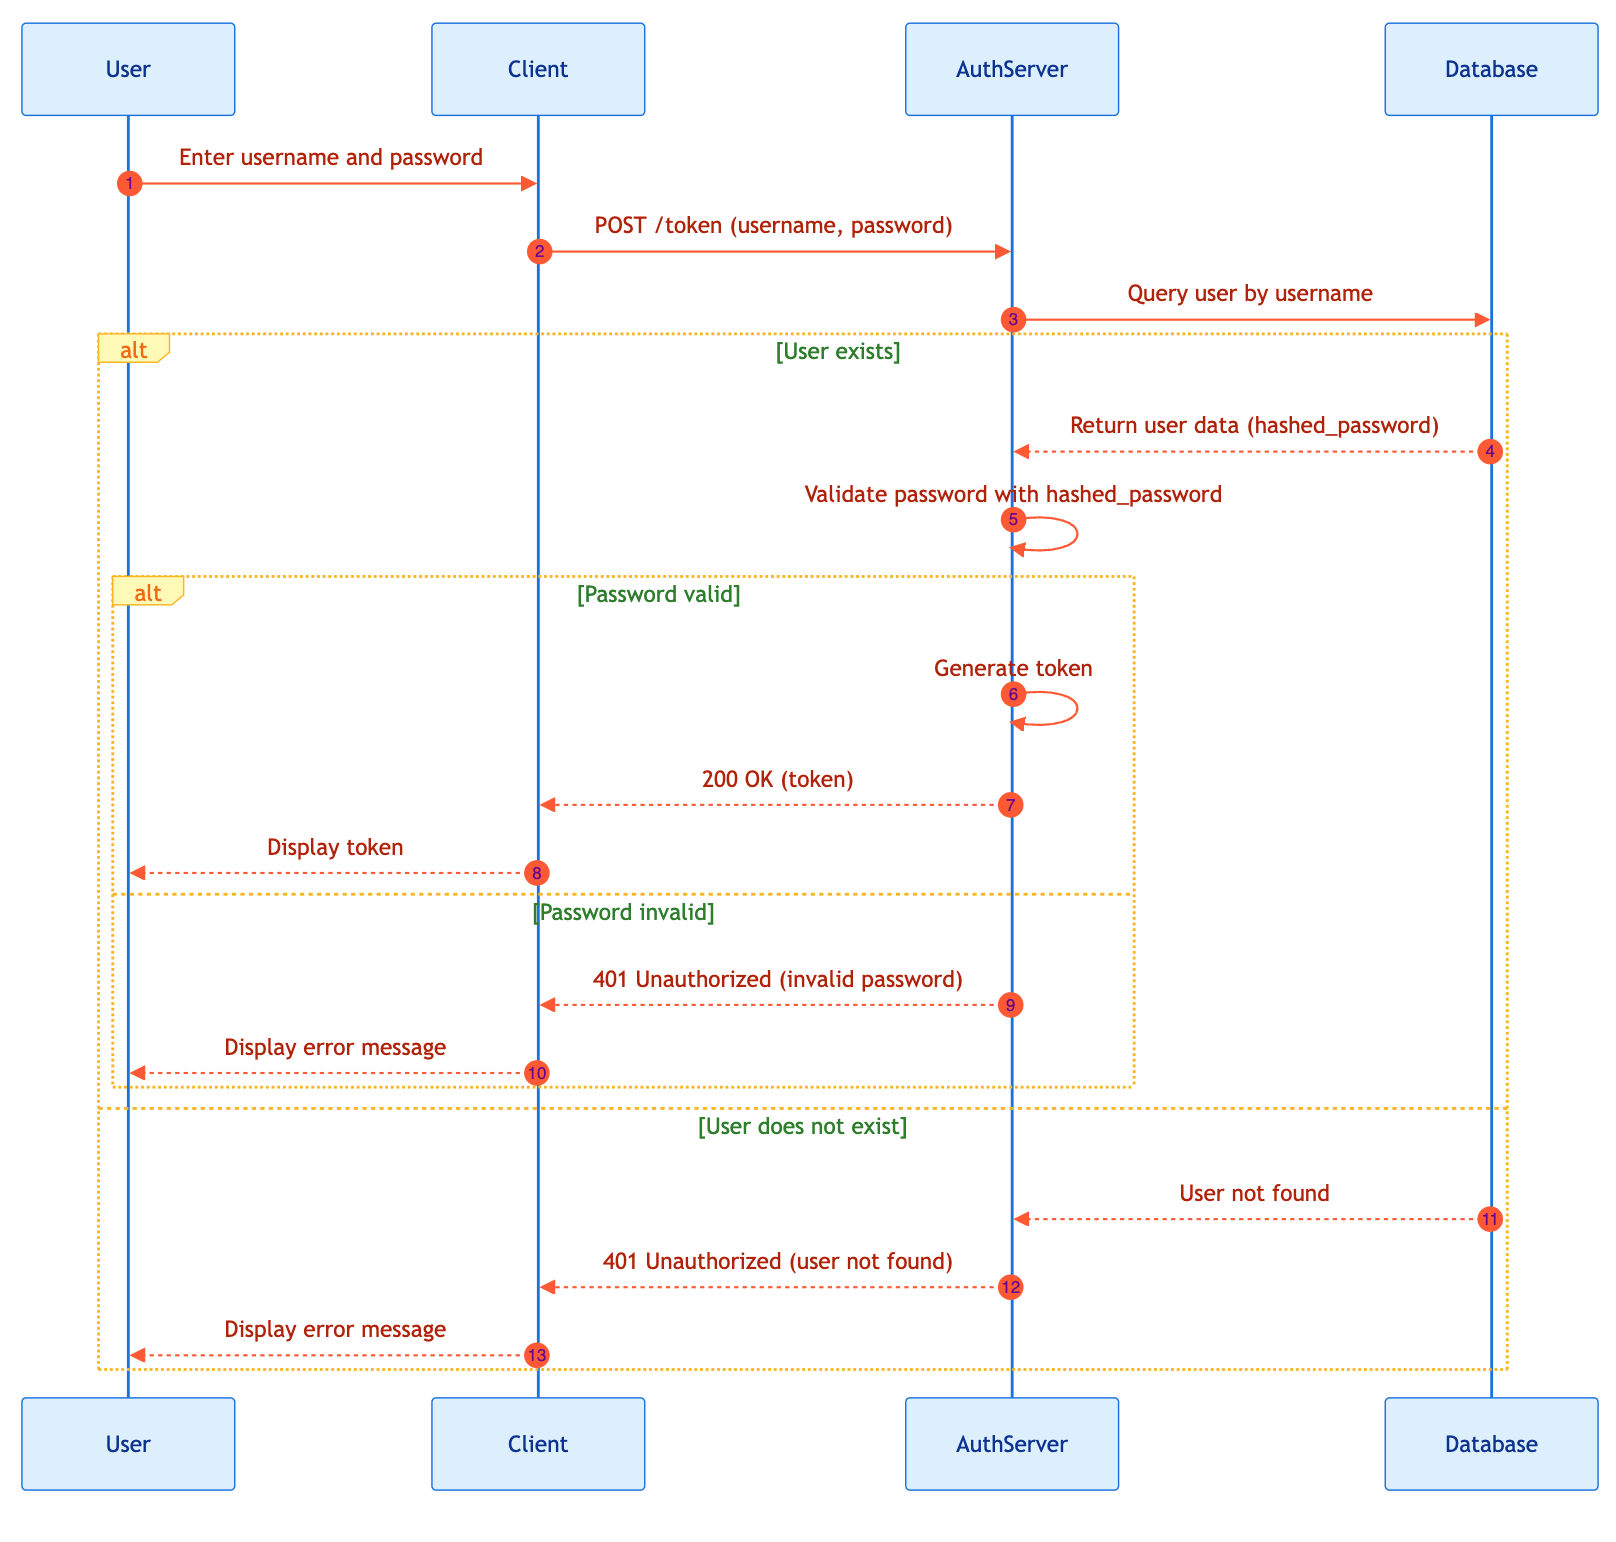 User
Client
AuthServer
Database
Enter username and password
1
POST /token (username, password)
2
Query user by username
3
alt
[User exists]
Return user data (hashed_password)
4
Validate password with hashed_password
5
alt
[Password valid]
Generate token
6
200 OK (token)
7
Display token
8
[Password invalid]
401 Unauthorized (invalid password)
9
Display error message
10
[User does not exist]
User not found
11
401 Unauthorized (user not found)
12
Display error message
13
User
Client
AuthServer
Database